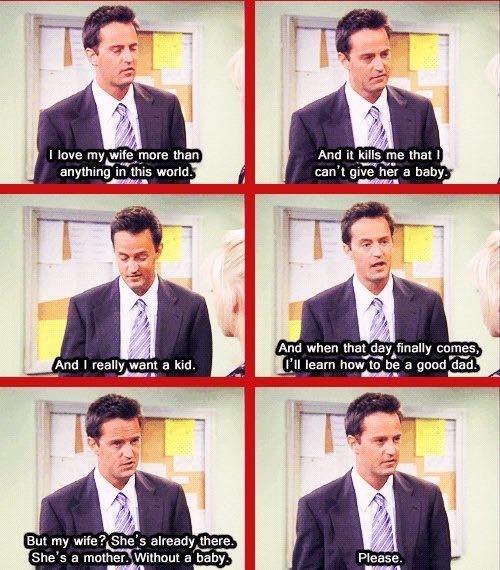 I love my wife more than
anything in this world.
And it kills me that I
can't give her a baby.
And I really want a kid.
And when that day finally comes,
I'll learn how to be a good dad.
But my wife? She's already there.
She's a mother. Without a baby.
Please.